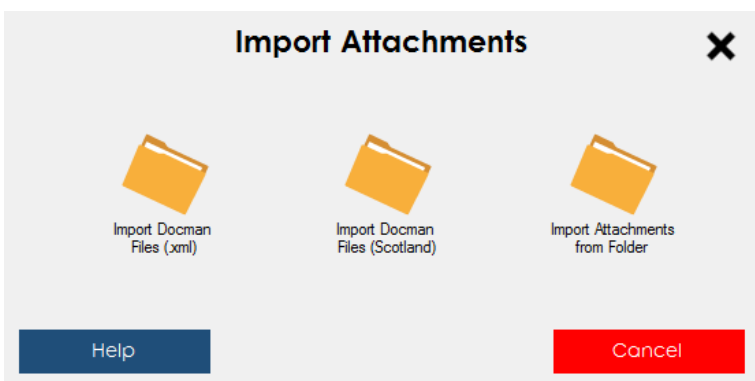 Import Attachments
Import Docman
Files (.xml)
Import Docman
Files (Scotland)
Import Attachments
from Folder
Help
Cancel